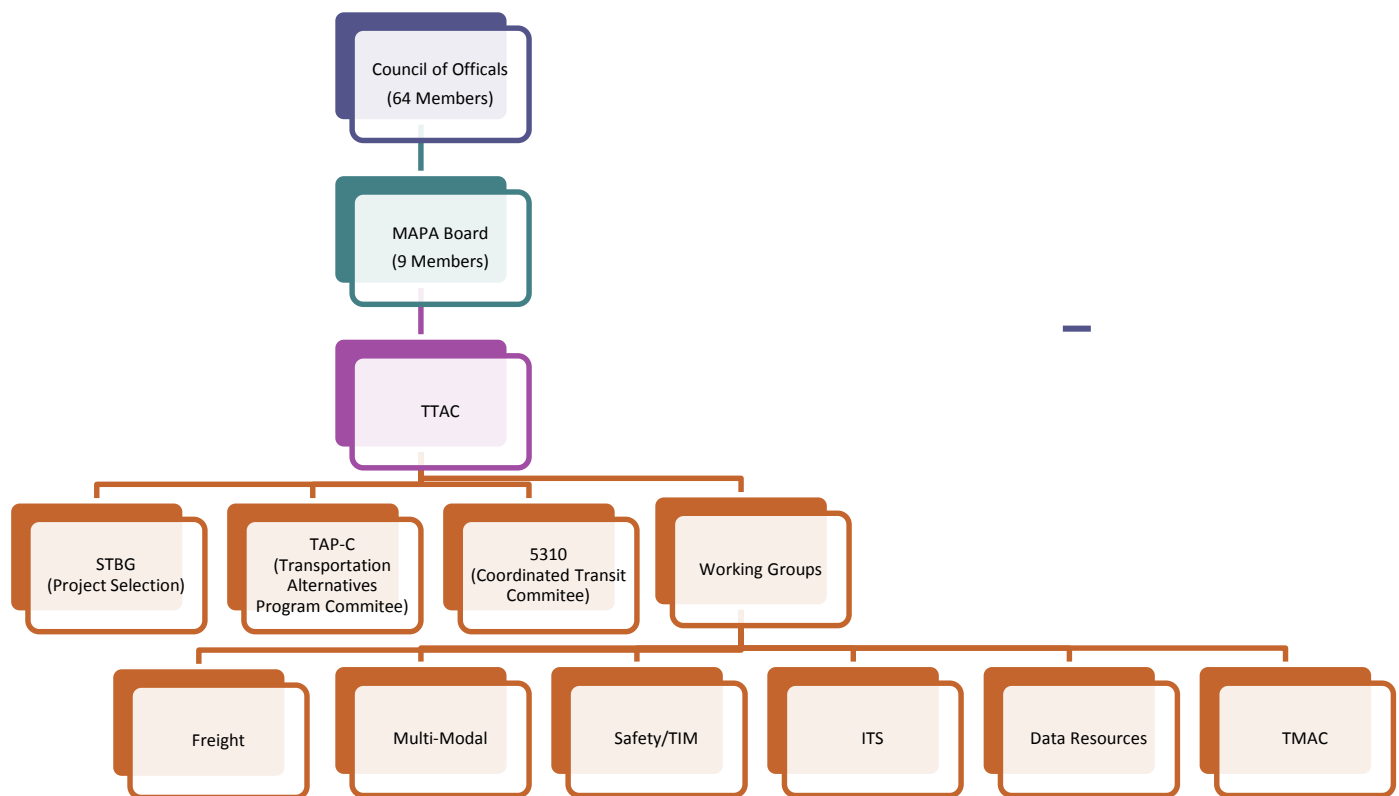 Council of Officals
(64 Members)
MAPA Board
(9 Members)
TTAC
STBG
(Project Selection)
TAP-C
(Transportation
Alternatives
Program Commitee)
5310
(Coordinated Transit
Commitee)
Working Groups
Freight
Multi-Modal
Safety/TIM
ITS
Data Resources
TMAC